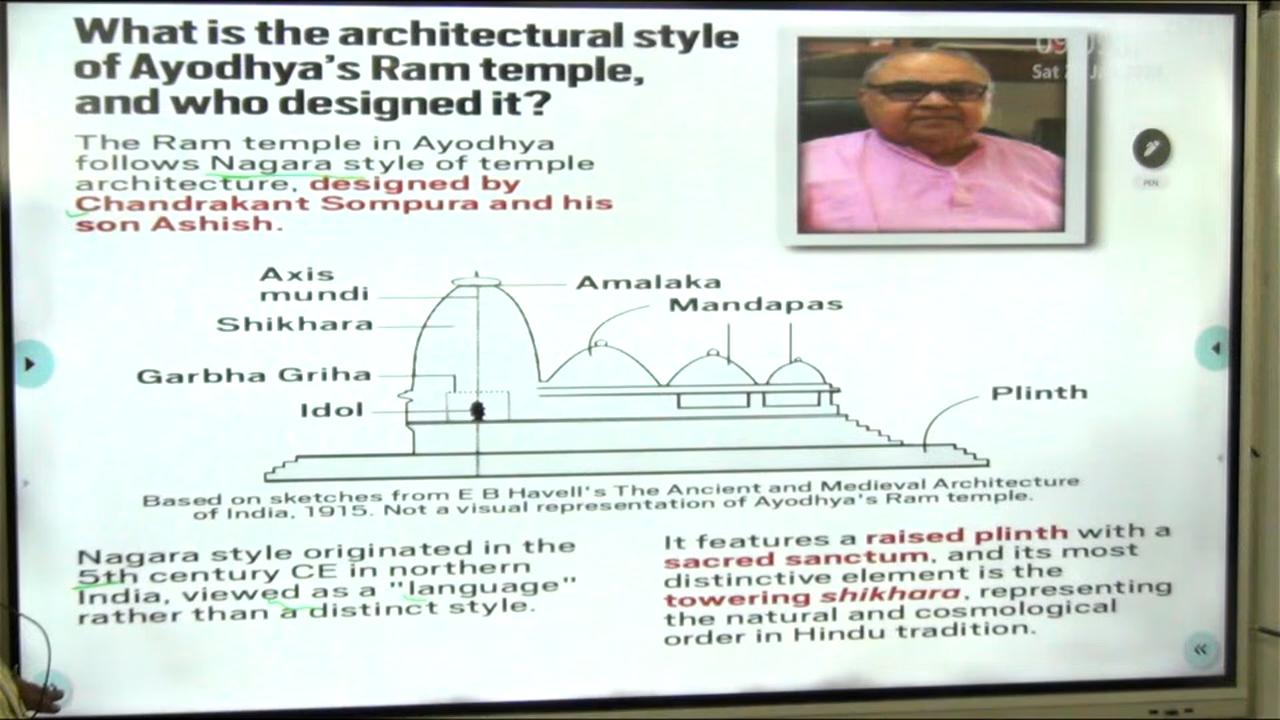 What is the architectural style
of Ayodhya's Ram temple,
and who designed it?
The Ram temple in Ayodhya
follows Nagara style of temple
architecture, designed by
Chandrakant Sompura and his
son Ashish.
Sat
PEN
Axis
mundi
Shikhara
Garbha Griha
Idol
Amalaka
Mandapas
Plinth
Based on sketches from E B Havell's The Ancient and Medieval Architecture
of India, 1915. Not a visual representation of Ayodhya's Ram temple.
Nagara style originated in the
5th century CE in northern
India, viewed as a "language"
rather than a distinct style.
It features a raised plinth with a
sacred sanctum, and its most
distinctive element is the
towering shikhara, representing
the natural and cosmological
order in Hindu tradition.